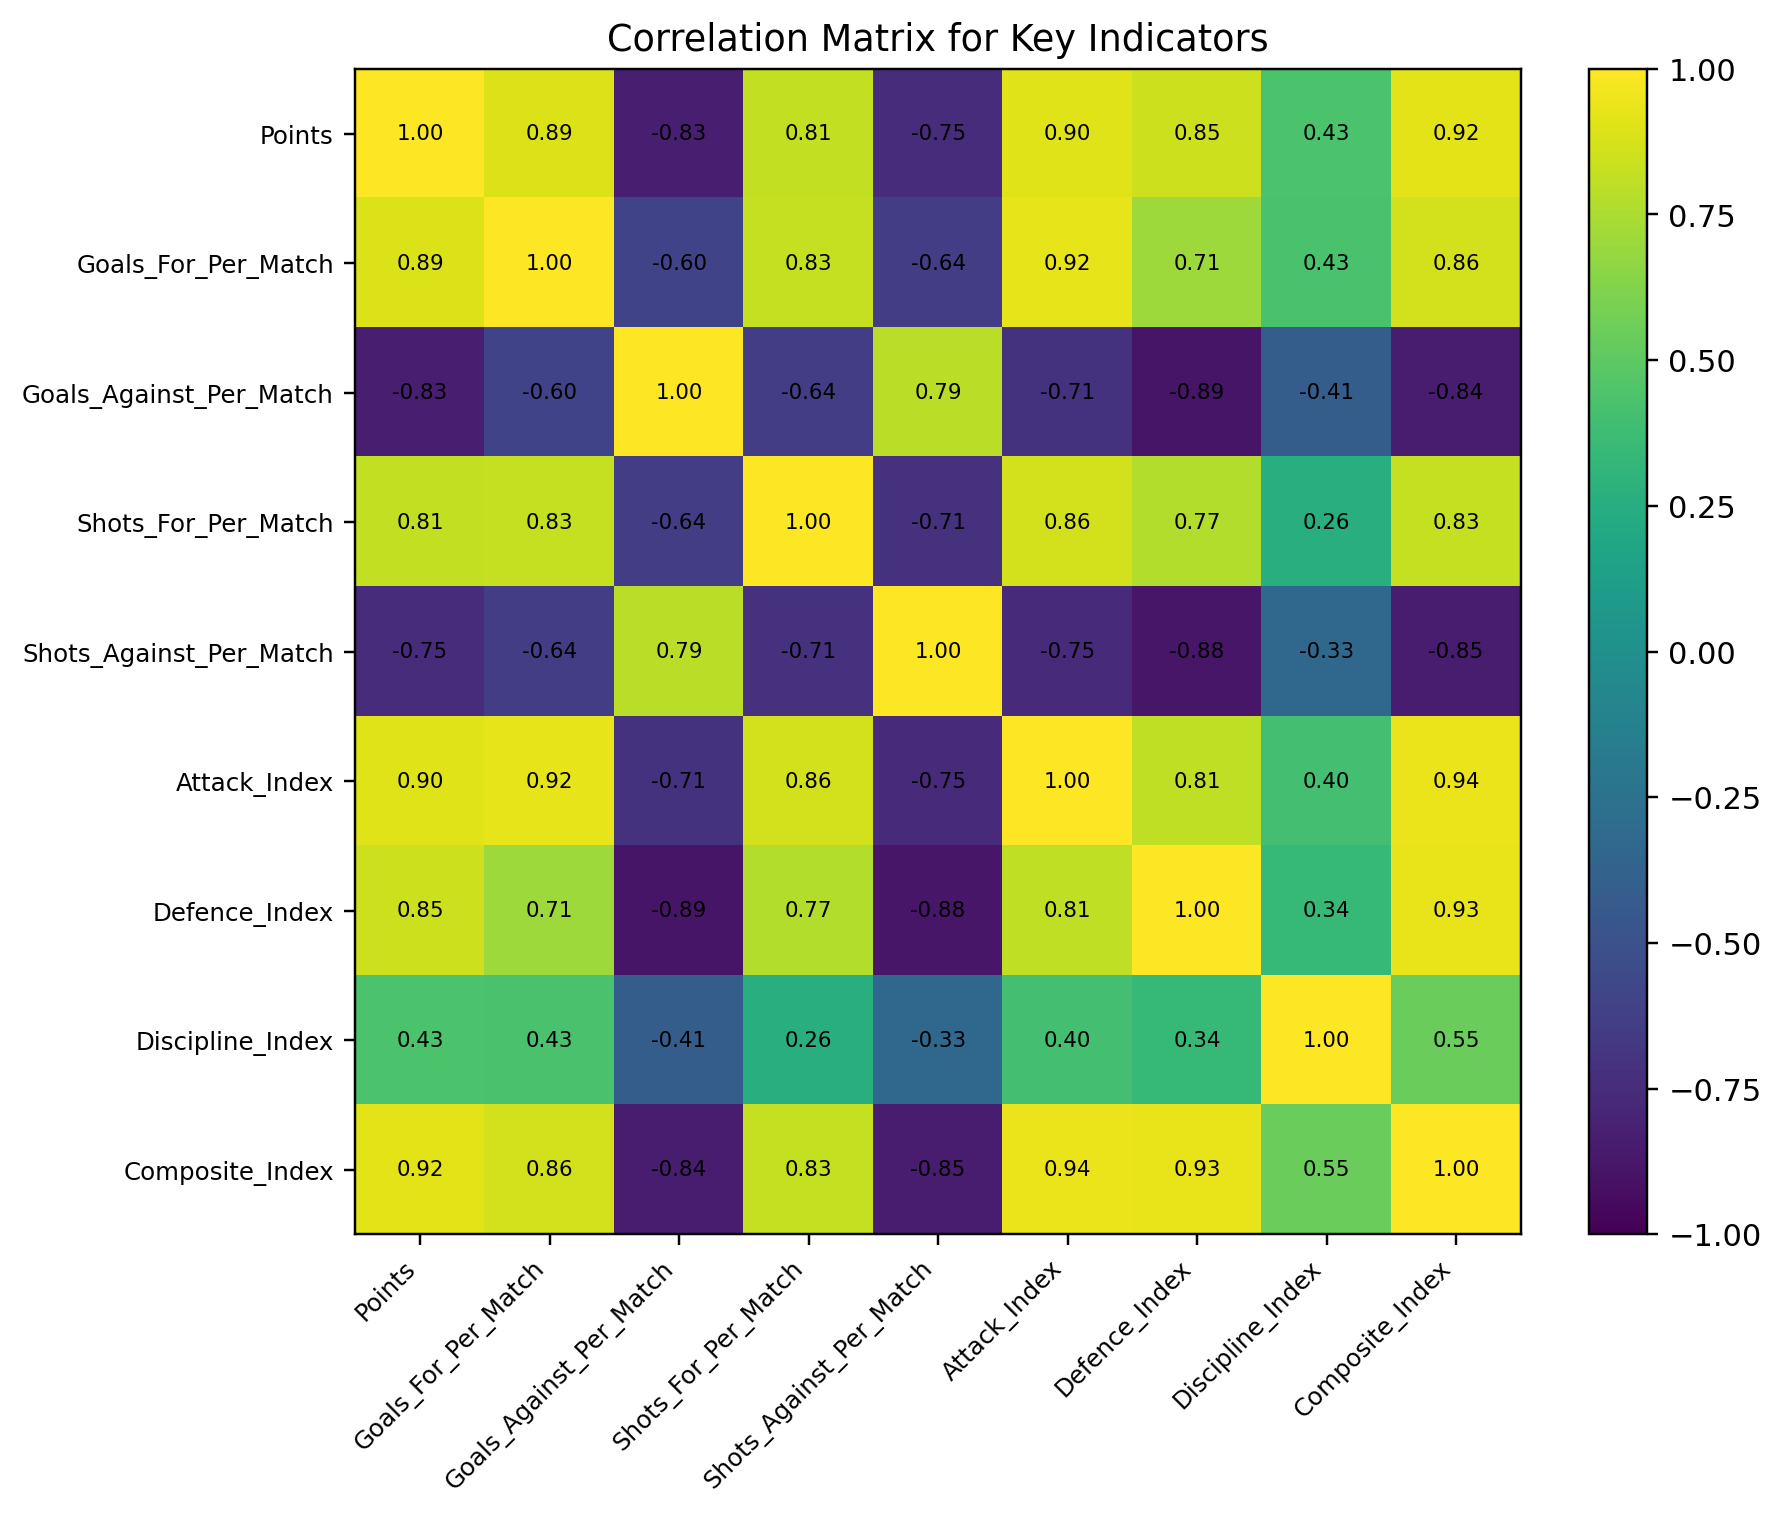 Correlation Matrix for Key Indicators
Points 1.00 0.89 -0.83 0.81 -0.75 0.90 0.85 0.43 0.92
Goals_For_Per_Match 0.89 1.00 -0.60 0.83 -0.64 0.92 0.71 0.43 0.86
Goals_Against_Per_Match -0.83 -0.60 1.00 -0.64 0.79 -0.71 -0.89 -0.41 -0.84
Shots_For_Per_Match 0.81 0.83 -0.64 1.00 -0.71 0.86 0.77 0.26 0.83
Shots_Against_Per_Match -0.75 -0.64 0.79 -0.71 1.00 -0.75 -0.88 -0.33 -0.85
Attack_Index 0.90 0.92 -0.71 0.86 -0.75 1.00 0.81 0.40 0.94
Defence_Index 0.85 0.71 -0.89 0.77 -0.88 0.81 1.00 0.34 0.93
Discipline_Index 0.43 0.43 -0.41 0.26 -0.33 0.40 0.34 1.00 0.55
Composite_Index 0.92 0.86 -0.84 0.83 -0.85 0.94 0.93 0.55 1.00
Points
Goals_For_Per_Match
Goals_Against_Per_Match
Shots_For_Per_Match
Shots_Against_Per_Match
Attack_Index
Defence_Index
Discipline_Index
Composite_Index
1.00
0.75
0.50
0.25
0.00
−0.25
−0.50
−0.75
−1.00